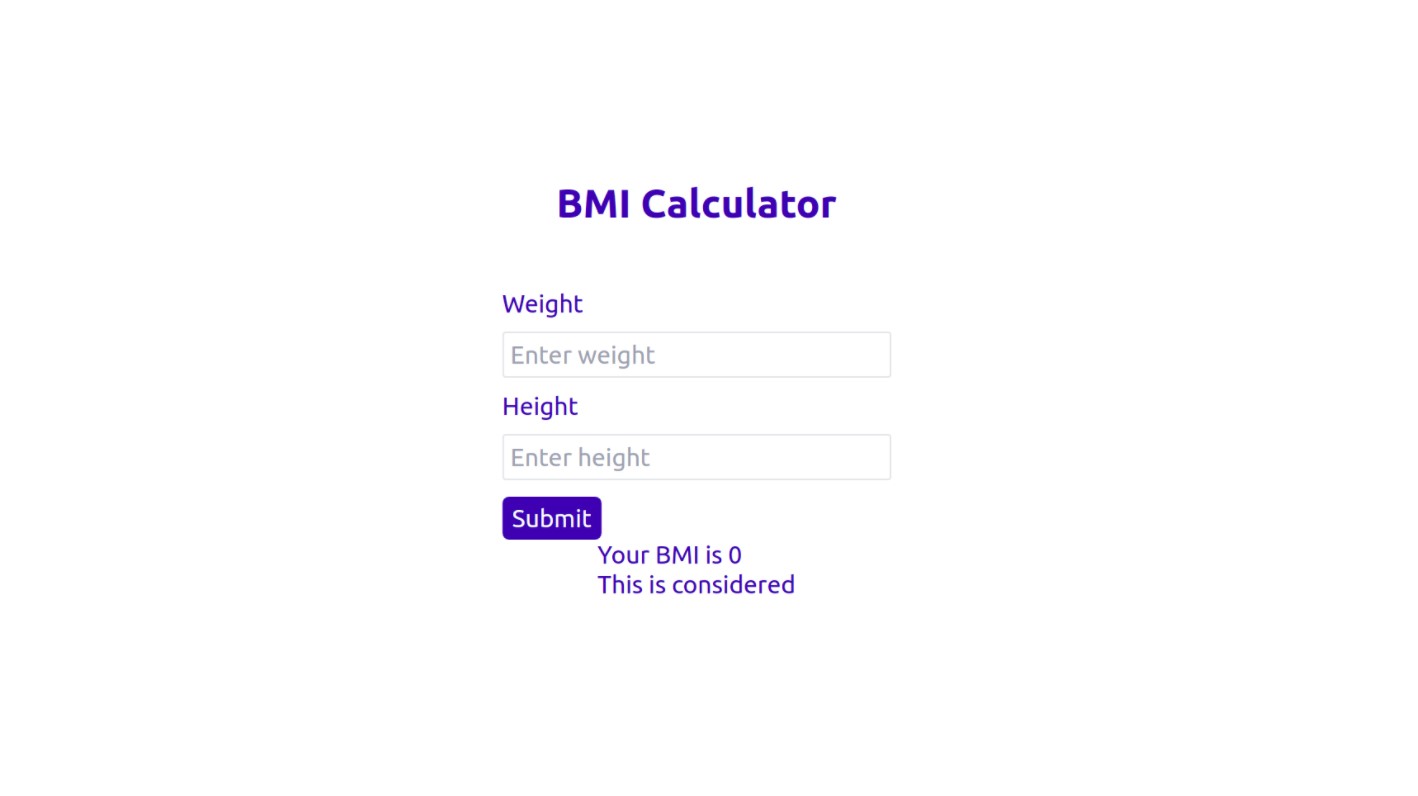 BMI Calculator
Weight
Enter weight
Height
Enter height
Submit
Your BMI is 0
This is considered